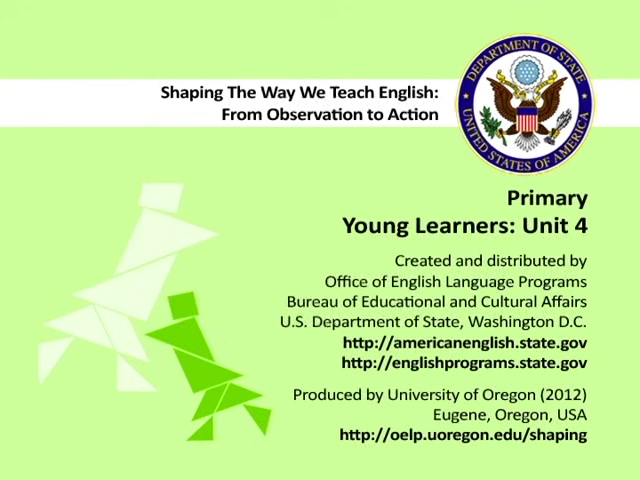 Shaping The Way We Teach English:
From Observation to Action
DEPARTMENT OF STATE
UNITED STATES OF AMERICA
Primary
Young Learners: Unit 4
Created and distributed by
Office of English Language Programs
Bureau of Educational and Cultural Affairs
U.S. Department of State, Washington D.C.
http://americanenglish.state.gov
http://englishprograms.state.gov
Produced by University of Oregon (2012)
Eugene, Oregon, USA
http://oelp.uoregon.edu/shaping